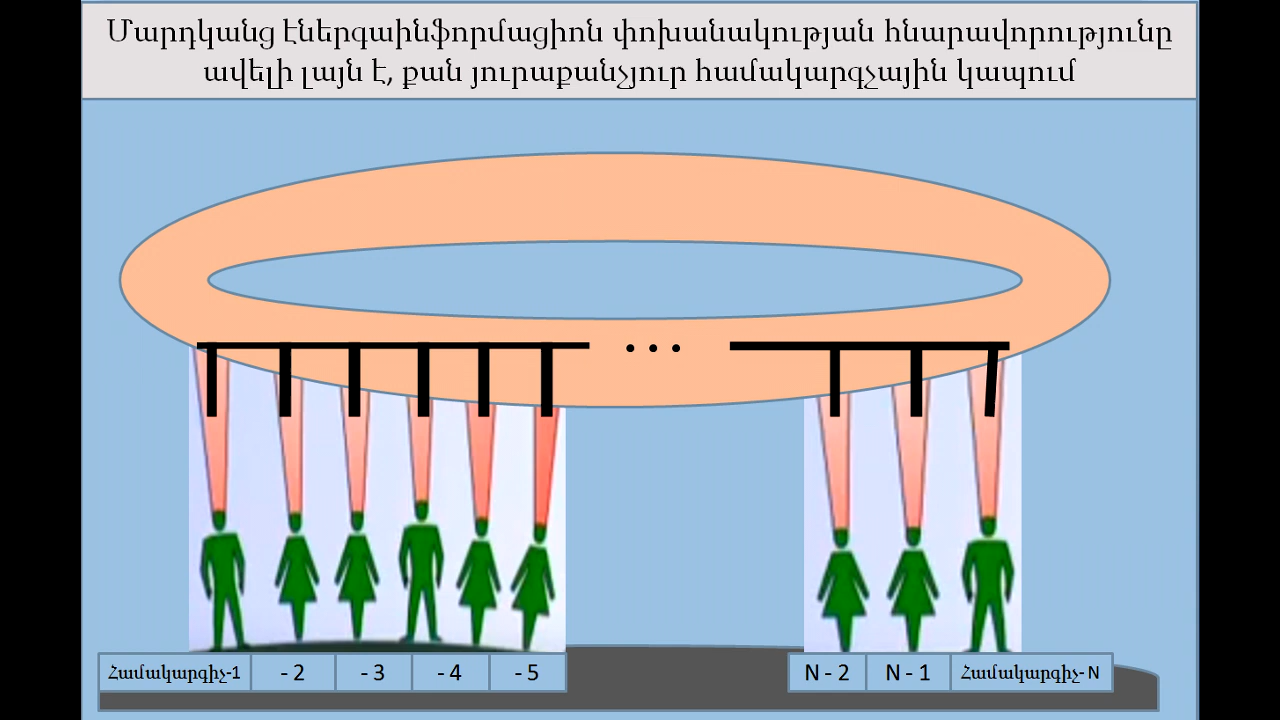 Մարդկանց էներգաինֆորմացիոն փոխանակության հնարավորությունը
ավելի լայն է, քան յուրաքանչյուր համակարգչային կապում
Համակարգիչ-1 - 2 - 3 - 4 - 5 N - 2 N - 1 Համակարգիչ- N